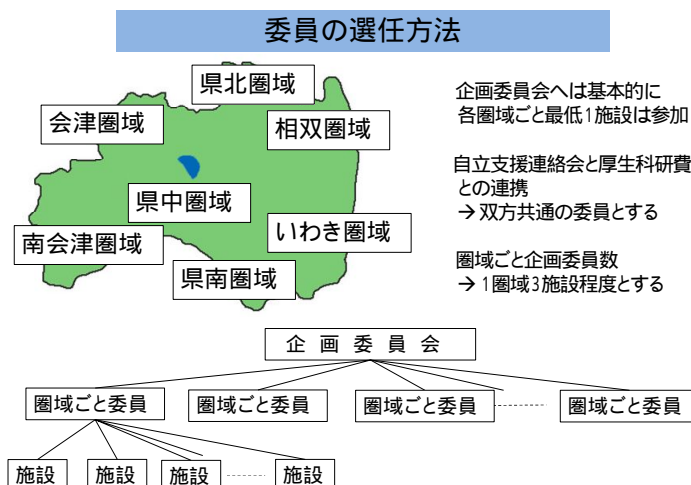 委員の選任方法
県北圏域
会津圏域
相双圏域
県中圏域
南会津圏域
いわき圏域
県南圏域
企画委員会へは基本的に
各圏域ごと最低1施設は参加
自立支援連絡会と厚生科研費
との連携
→双方共通の委員とする
圏域ごと企画委員数
→1圏域3施設程度とする
企画委員会
圏域ごと委員 圏域ごと委員 圏域ごと委員 圏域ごと委員
施設 施設 施設 施設